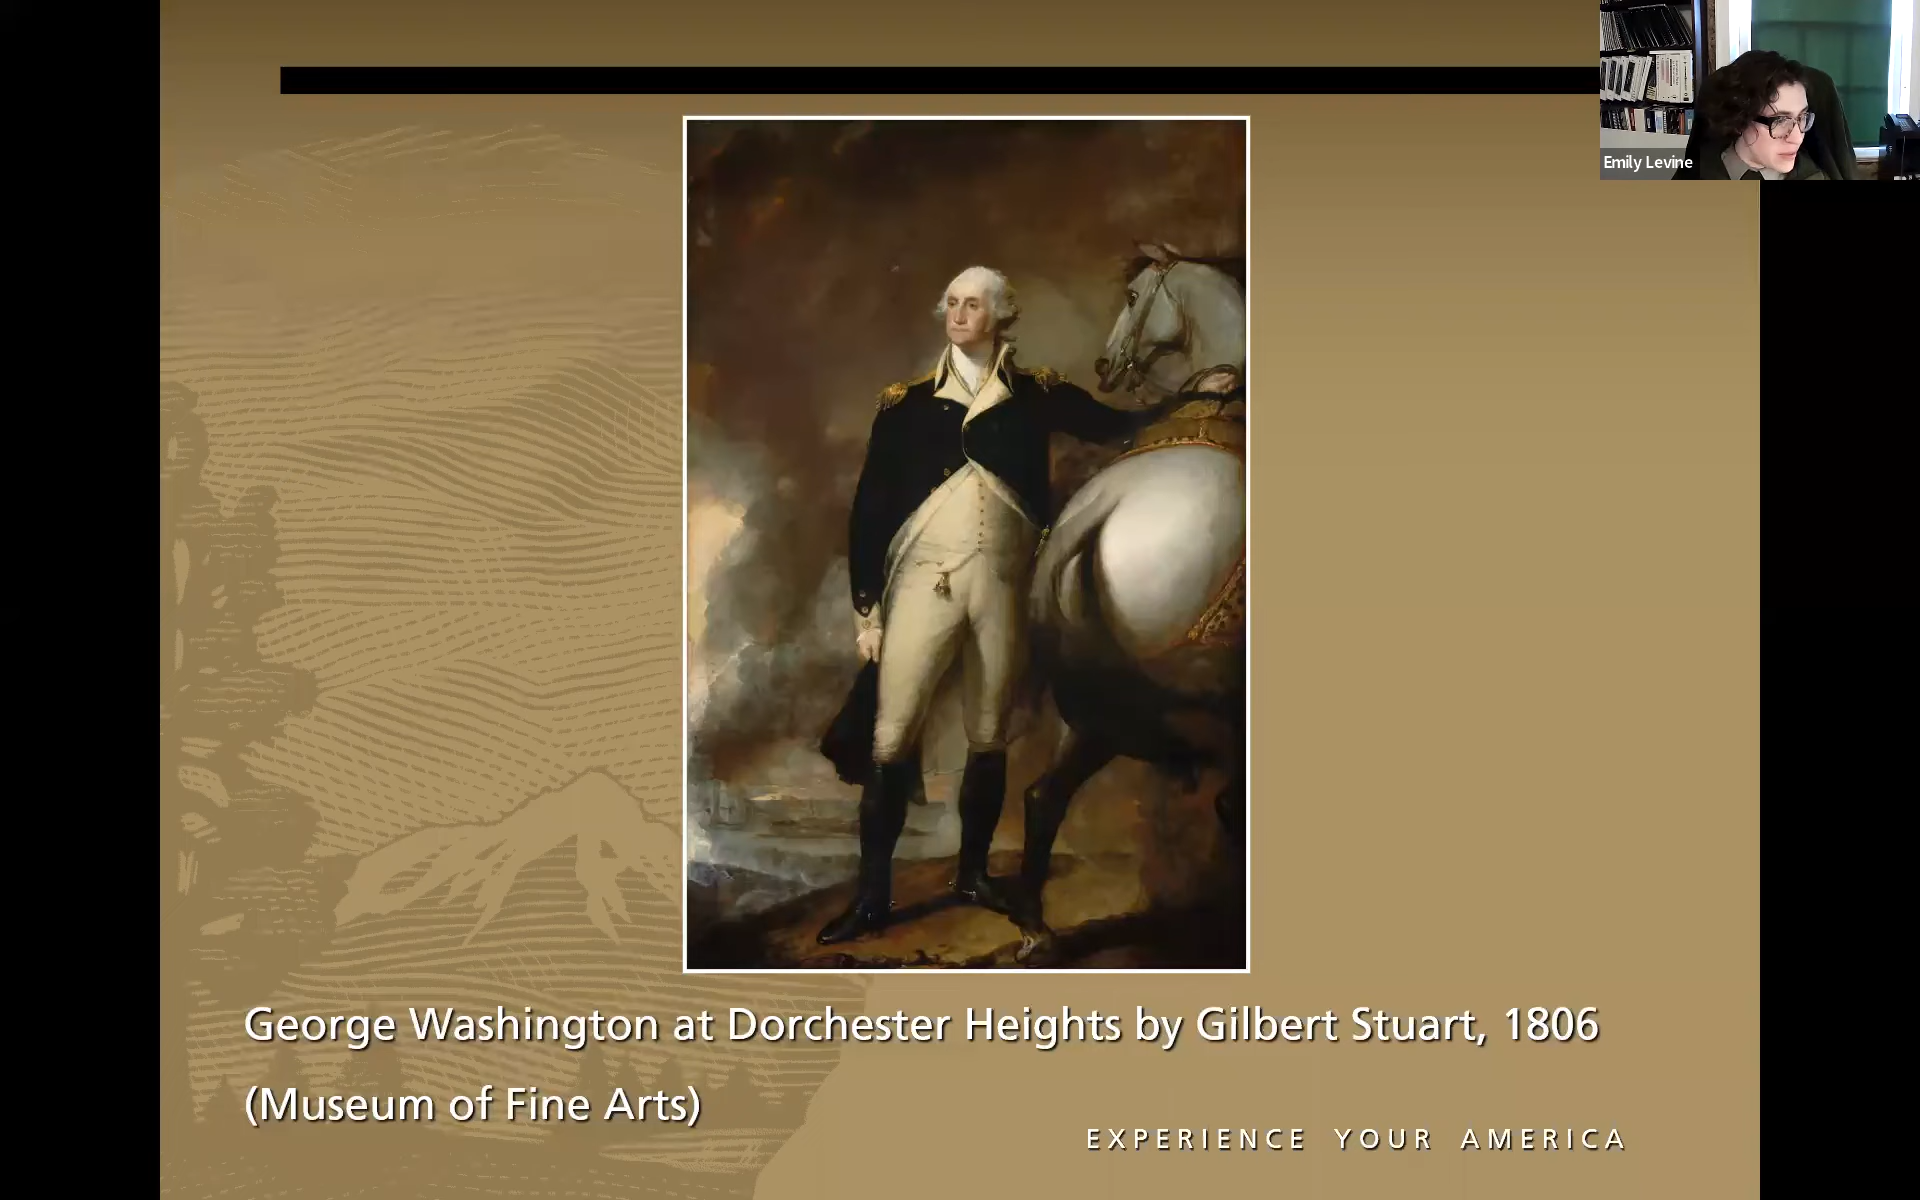 Emily Levine
George Washington at Dorchester Heights by Gilbert Stuart, 1806
(Museum of Fine Arts)
EXPERIENCE YOUR AMERICA